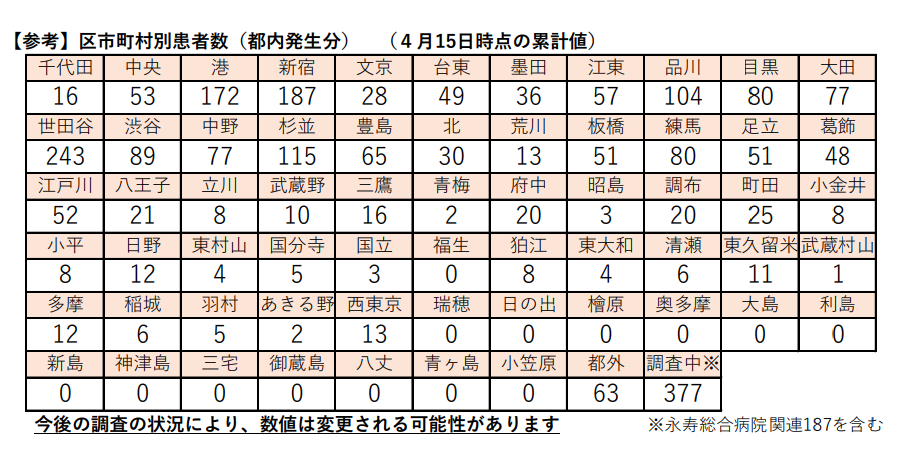 【参考】区市町村別患者数（都内発生分）　　（４月15日時点の累計値）
千代田 中央 港 新宿 文京 台東 墨田 江東 品川 目黒 大田
16 53 172 187 28 49 36 57 104 80 77
世田谷 渋谷 中野 杉並 豊島 北 荒川 板橋 練馬 足立 葛飾
243 89 77 115 65 30 13 51 80 51 48
江戸川 八王子 立川 武蔵野 三鷹 青梅 府中 昭島 調布 町田 小金井
52 21 8 10 16 2 20 3 20 25 8
小平 日野 東村山 国分寺 国立 福生 狛江 東大和 清瀬 東久留米 武蔵村山
8 12 4 5 3 0 8 4 6 11 1
多摩 稲城 羽村 あきる野 西東京 瑞穂 日の出 檜原 奥多摩 大島 利島
12 6 5 2 13 0 0 0 0 0 0
新島 神津島 三宅 御蔵島 八丈 青ヶ島 小笠原 都外 調査中※
0 0 0 0 0 0 0 63 377
今後の調査の状況により、数値は変更される可能性があります
※永寿総合病院関連187を含む